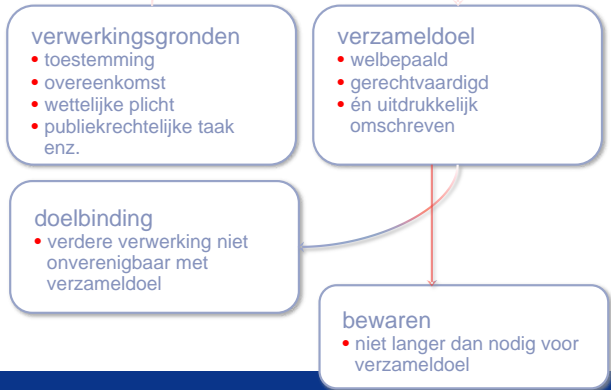 verwerkingsgronden
• toestemming
• overeenkomst
• wettelijke plicht
• publiekrechtelijke taak
enz.
verzameldoel
• welbepaald
• gerechtvaardigd
• én uitdrukkelijk
omschreven
doelbinding
• verdere verwerking niet
onverenigbaar met
verzameldoel
bewaren
• niet langer dan nodig voor
verzameldoel